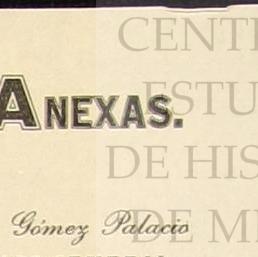 CENT
ANEXAS.
ESTU
DE HIS
Gómez Palacio
DE M